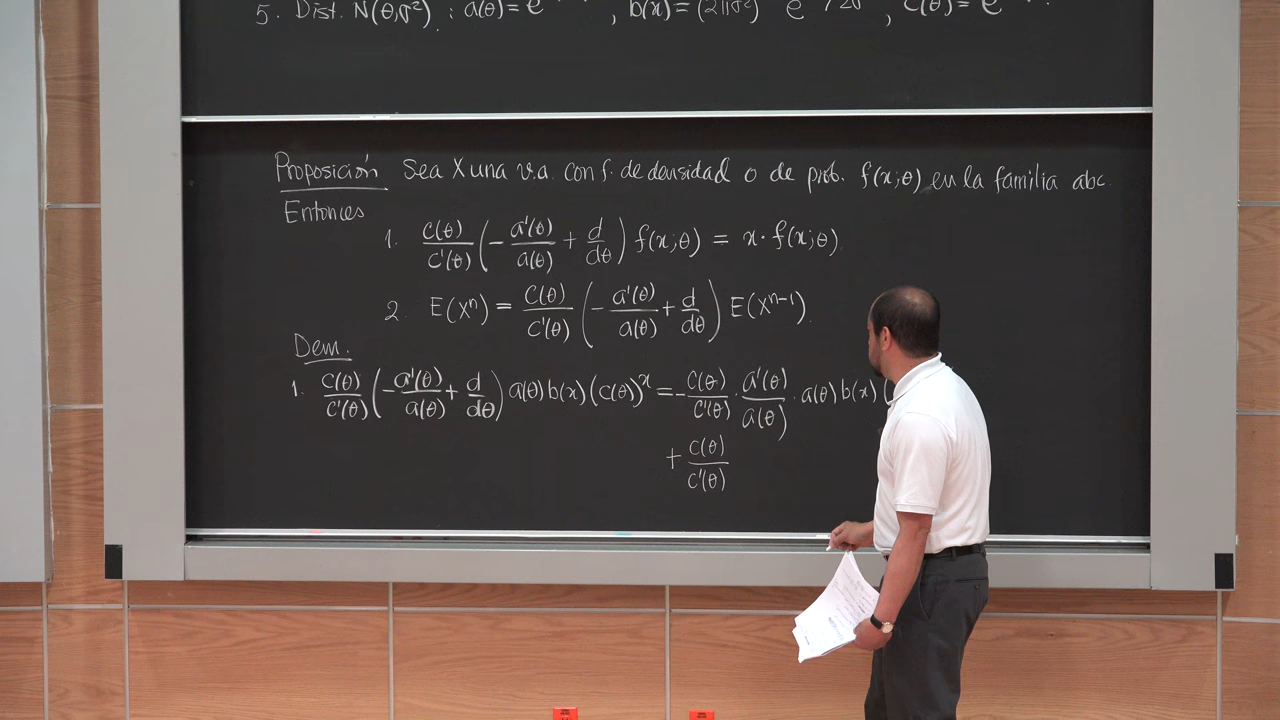 5. Dist. N(θ,σ²) : a(θ) = e , b(x) = (2πσ²) e , c(θ) = e
Proposición Sea X una v.a. con f. de densidad o de prob. f(x;θ) en la familia abc.
Entonces
1. c(θ)/c'(θ) (- a'(θ)/a(θ) + d/dθ) f(x;θ) = x · f(x;θ)
2. E(Xⁿ) = c(θ)/c'(θ) (- a'(θ)/a(θ) + d/dθ) E(Xⁿ⁻¹).
Dem.
1. c(θ)/c'(θ) (- a'(θ)/a(θ) + d/dθ) a(θ) b(x) (c(θ))ˣ = - c(θ)/c'(θ) · a'(θ)/a(θ) · a(θ) b(x) (
+ c(θ)/c'(θ)